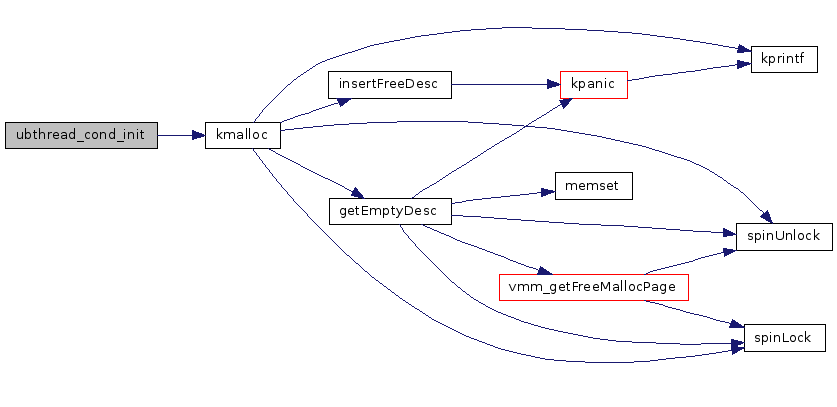 ubthread_cond_init
kmalloc
insertFreeDesc
getEmptyDesc
kpanic
memset
vmm_getFreeMallocPage
kprintf
spinUnlock
spinLock